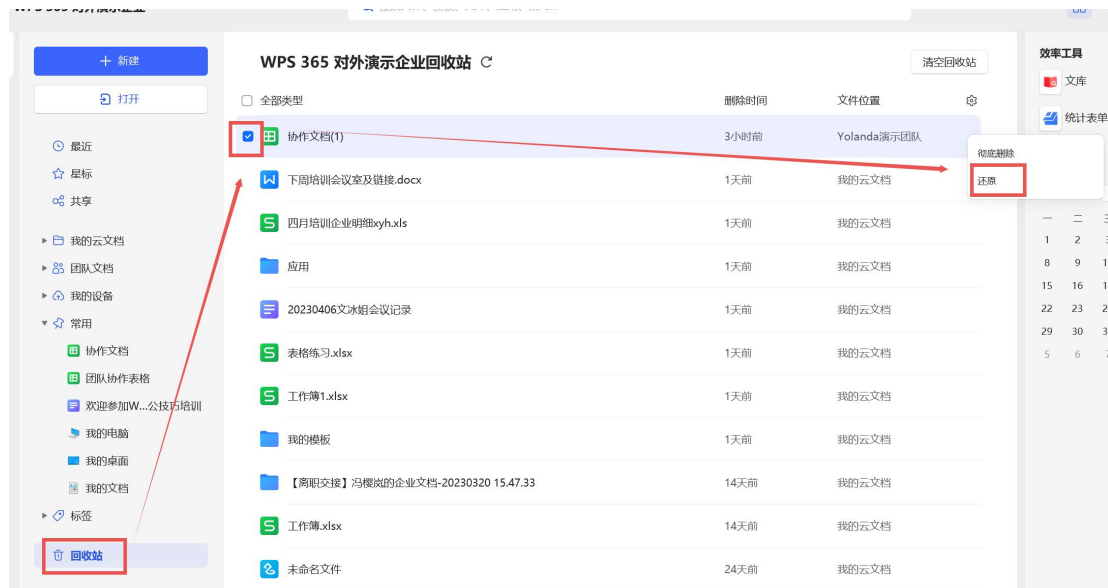 WPS 365 对外演示企业
新建
打开
最近
星标
共享
我的云文档
团队文档
我的设备
常用
协作文档
团队协作表格
欢迎参加W...公技巧培训
我的电脑
我的桌面
我的文档
标签
回收站
WPS 365 对外演示企业回收站
清空回收站
全部类型 删除时间 文件位置
协作文档(1) 3小时前 Yolanda演示团队
下周培训会议室及链接.docx 1天前 我的云文档
四月培训企业明细xyh.xls 1天前 我的云文档
应用 1天前 我的云文档
20230406文冰姐会议记录 1天前 我的云文档
表格练习.xlsx 1天前 我的云文档
工作簿1.xlsx 1天前 我的云文档
我的模板 1天前 我的云文档
【离职交接】冯樱岚的企业文档-20230320 15.47.33 14天前 我的云文档
工作簿.xlsx 14天前 我的云文档
未命名文件 24天前 我的云文档
彻底删除
还原
效率工具
文库
统计表单
一 二
1 2
8 9
15 16
22 23
29 30
5 6